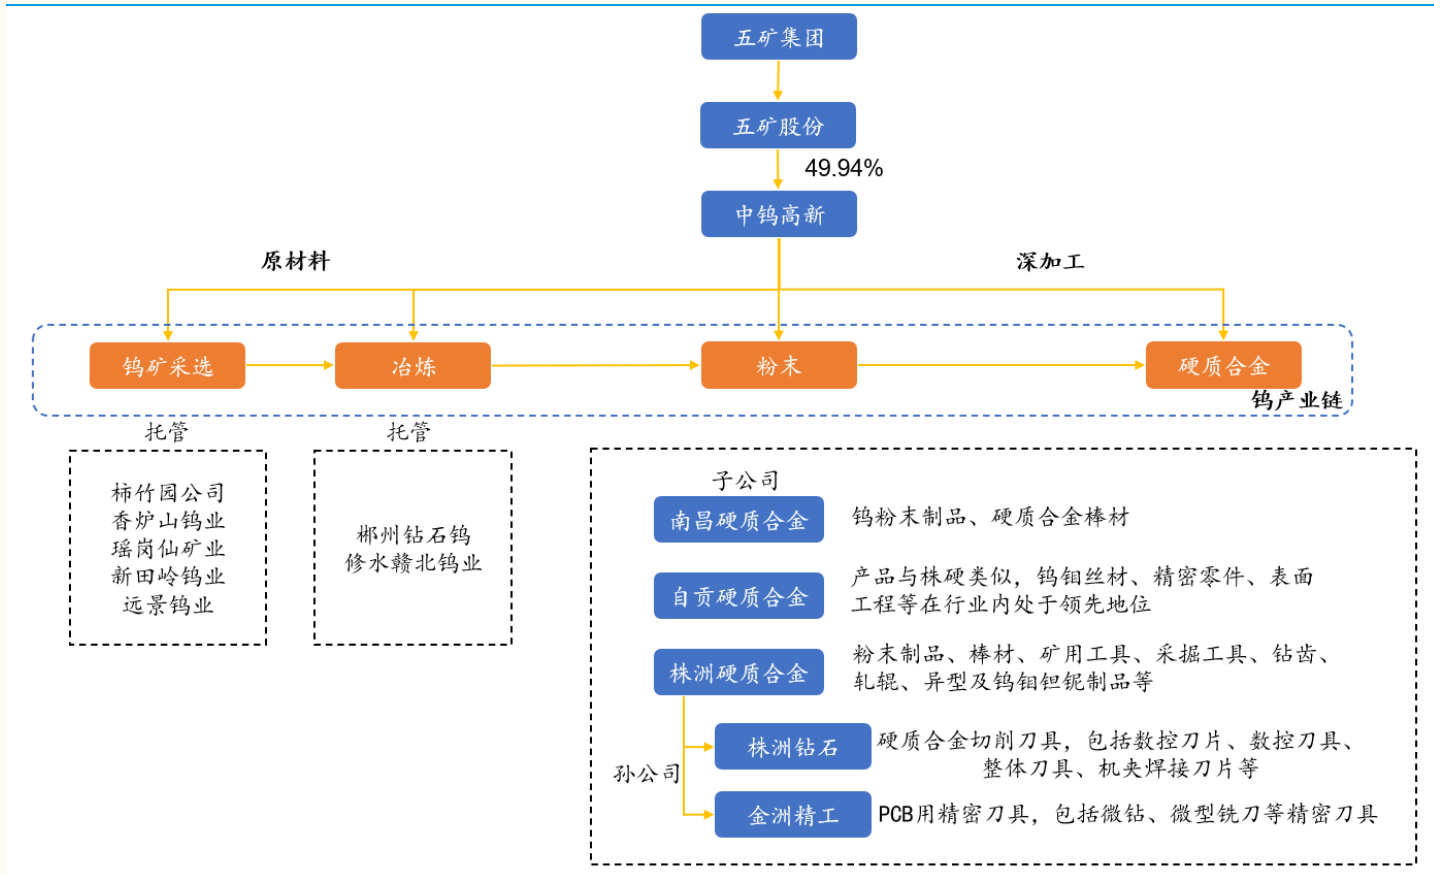 五矿集团
五矿股份
49.94%
中钨高新
原材料
深加工
钨矿采选
冶炼
粉末
硬质合金
钨产业链
托管
托管
柿竹园公司
香炉山钨业
瑶岗仙矿业
新田岭钨业
远景钨业
郴州钻石钨
修水赣北钨业
子公司
南昌硬质合金
钨粉末制品、硬质合金棒材
自贡硬质合金
产品与株硬类似，钨钼丝材、精密零件、表面
工程等在行业内处于领先地位
株洲硬质合金
粉末制品、棒材、矿用工具、采掘工具、钻齿、
轧辊、异型及钨钼钽铌制品等
孙公司
株洲钻石
硬质合金切削刀具，包括数控刀片、数控刀具、
整体刀具、机夹焊接刀片等
金洲精工
PCB用精密刀具，包括微钻、微型铣刀等精密刀具